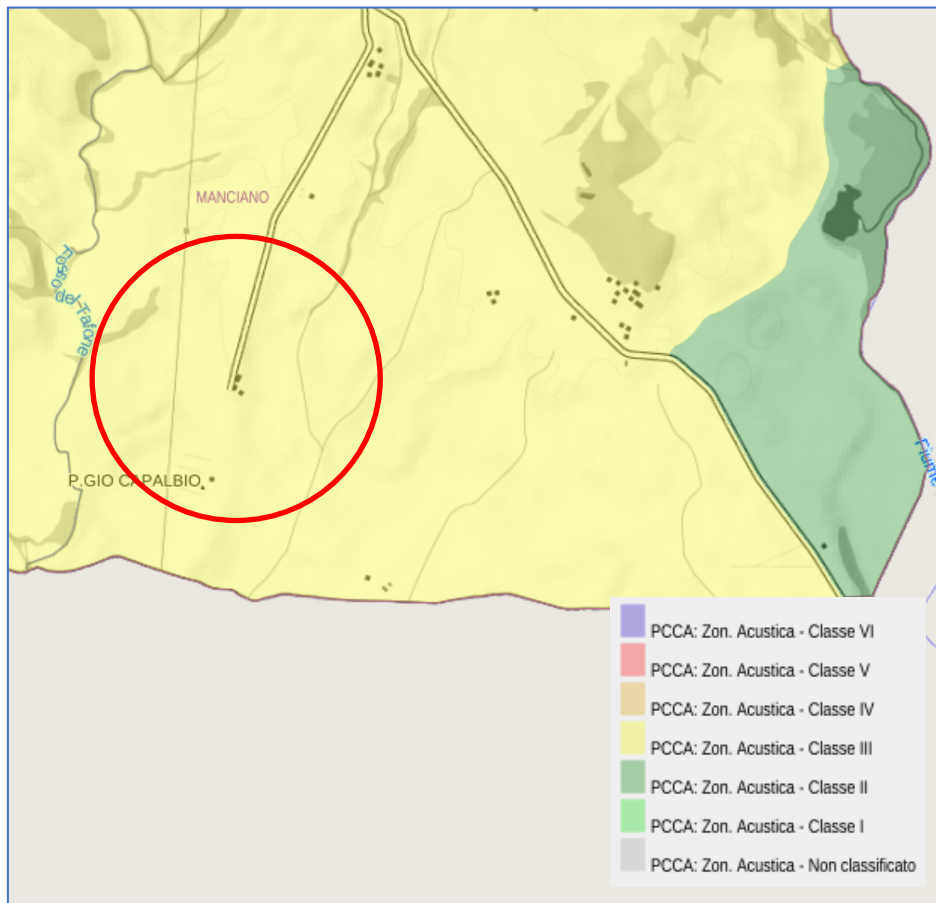 MANCIANO
Fosso
del Tafone
P.GIO CAPALBIO
Fiume
PCCA: Zon. Acustica - Classe VI
PCCA: Zon. Acustica - Classe V
PCCA: Zon. Acustica - Classe IV
PCCA: Zon. Acustica - Classe III
PCCA: Zon. Acustica - Classe II
PCCA: Zon. Acustica - Classe I
PCCA: Zon. Acustica - Non classificato